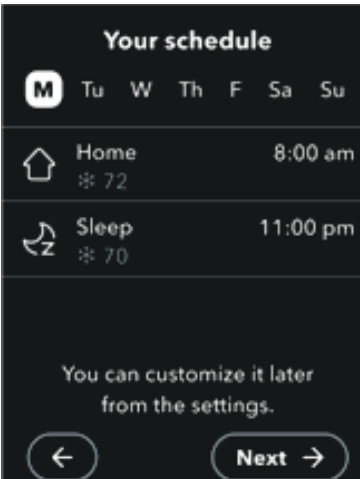 Your schedule
M Tu W Th F Sa Su
Home 8:00 am
72
Sleep 11:00 pm
70
You can customize it later
from the settings.
Next